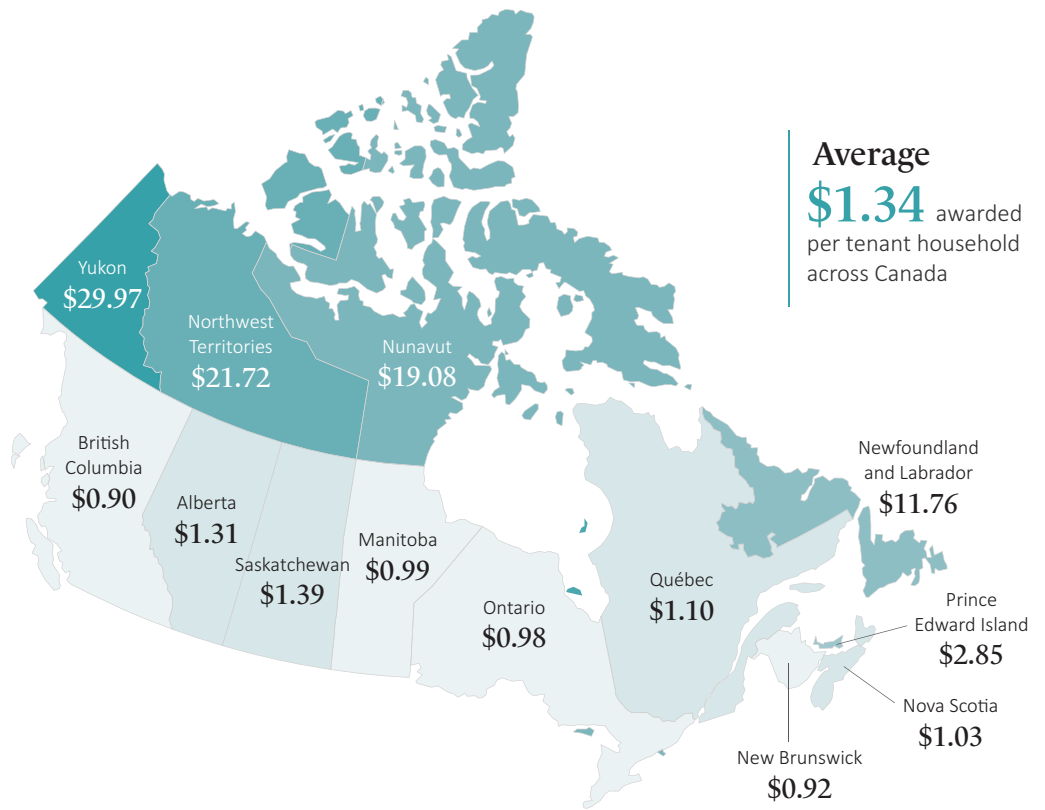 Average
$1.34 awarded
per tenant household
across Canada
Yukon
$29.97
Northwest
Territories
$21.72
Nunavut
$19.08
British
Columbia
$0.90
Alberta
$1.31
Saskatchewan
$1.39
Manitoba
$0.99
Ontario
$0.98
Québec
$1.10
Newfoundland
and Labrador
$11.76
Prince
Edward Island
$2.85
Nova Scotia
$1.03
New Brunswick
$0.92